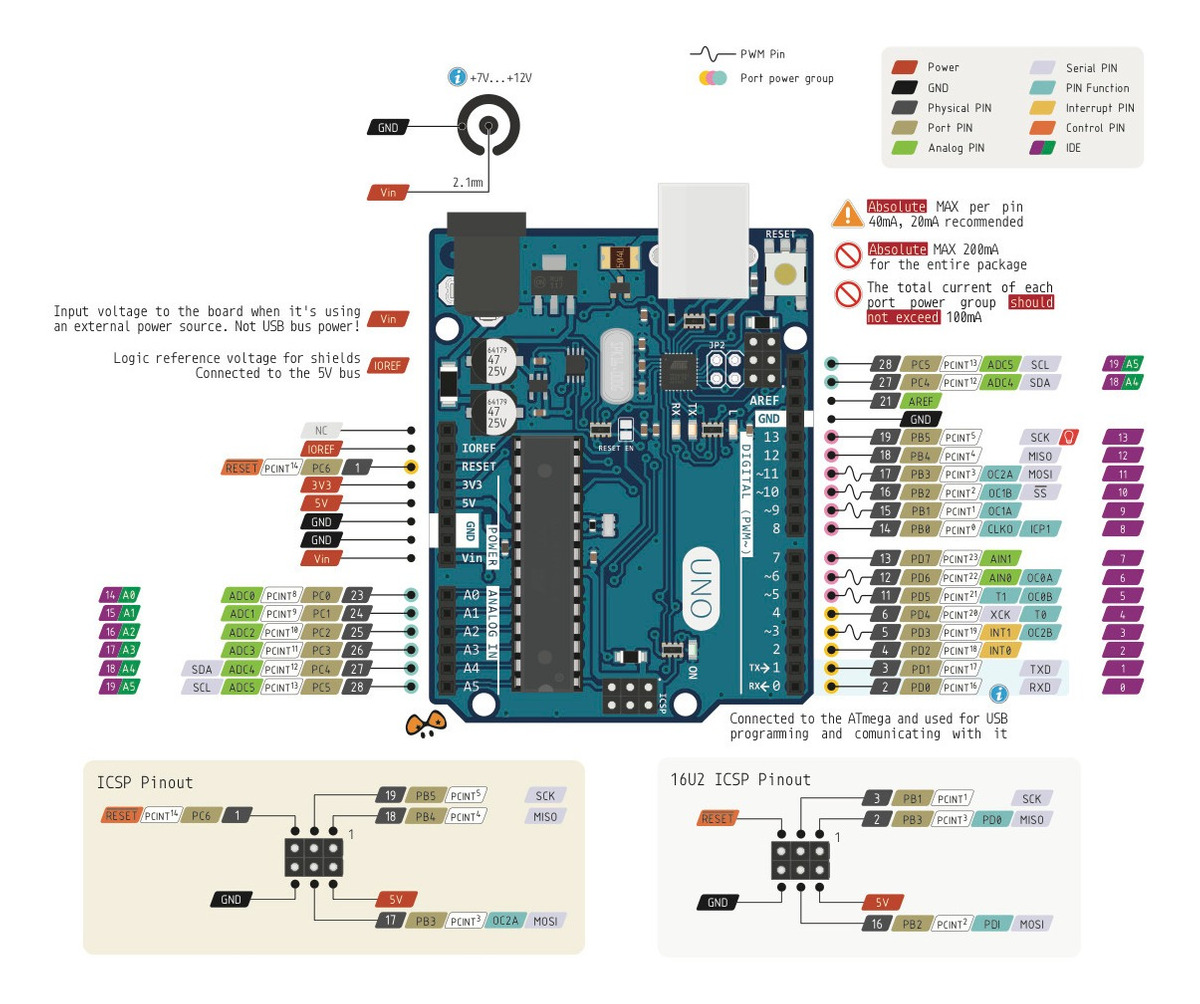 PWM Pin
Port power group
Power
GND
Physical PIN
Port PIN
Analog PIN
Serial PIN
PIN Function
Interrupt PIN
Control PIN
IDE
+7V...+12V
GND
2.1mm
Vin
Absolute MAX per pin
40mA, 20mA recommended
Absolute MAX 200mA
for the entire package
The total current of each
port power group should
not exceed 100mA
Input voltage to the board when it's using
an external power source. Not USB bus power!
Vin
Logic reference voltage for shields
Connected to the 5V bus
IOREF
NC
IOREF
RESET PCINT14 PC6 1
3V3
5V
GND
GND
Vin
14 A0 ADC0 PCINT8 PC0 23
15 A1 ADC1 PCINT9 PC1 24
16 A2 ADC2 PCINT10 PC2 25
17 A3 ADC3 PCINT11 PC3 26
18 A4 SDA ADC4 PCINT12 PC4 27
19 A5 SCL ADC5 PCINT13 PC5 28
RESET
64179
47
25V
64179
47
25V
JP2
RX
TX
L
RESET EN
IOREF
RESET
3V3
5V
GND
Vin
POWER
A0
A1
A2
A3
A4
A5
ANALOG IN
UNO
ON
ICSP
AREF
GND
13
12
~11
~10
~9
8
7
~6
~5
4
~3
2
TX→1
RX←0
DIGITAL (PWM~)
28 PC5 PCINT13 ADC5 SCL 19 A5
27 PC4 PCINT12 ADC4 SDA 18 A4
21 AREF
GND
19 PB5 PCINT5 SCK 13
18 PB4 PCINT4 MISO 12
17 PB3 PCINT3 OC2A MOSI 11
16 PB2 PCINT2 OC1B SS 10
15 PB1 PCINT1 OC1A 9
14 PB0 PCINT0 CLKO ICP1 8
13 PD7 PCINT23 AIN1 7
12 PD6 PCINT22 AIN0 OC0A 6
11 PD5 PCINT21 T1 OC0B 5
6 PD4 PCINT20 XCK T0 4
5 PD3 PCINT19 INT1 OC2B 3
4 PD2 PCINT18 INT0 2
3 PD1 PCINT17 TXD 1
2 PD0 PCINT16 RXD 0
Connected to the ATmega and used for USB
programming and comunicating with it
ICSP Pinout
19 PB5 PCINT5 SCK
RESET PCINT14 PC6 1
18 PB4 PCINT4 MISO
1
GND
5V
17 PB3 PCINT3 OC2A MOSI
16U2 ICSP Pinout
3 PB1 PCINT1 SCK
RESET
2 PB3 PCINT3 PD0 MISO
1
GND
5V
16 PB2 PCINT2 PDI MOSI